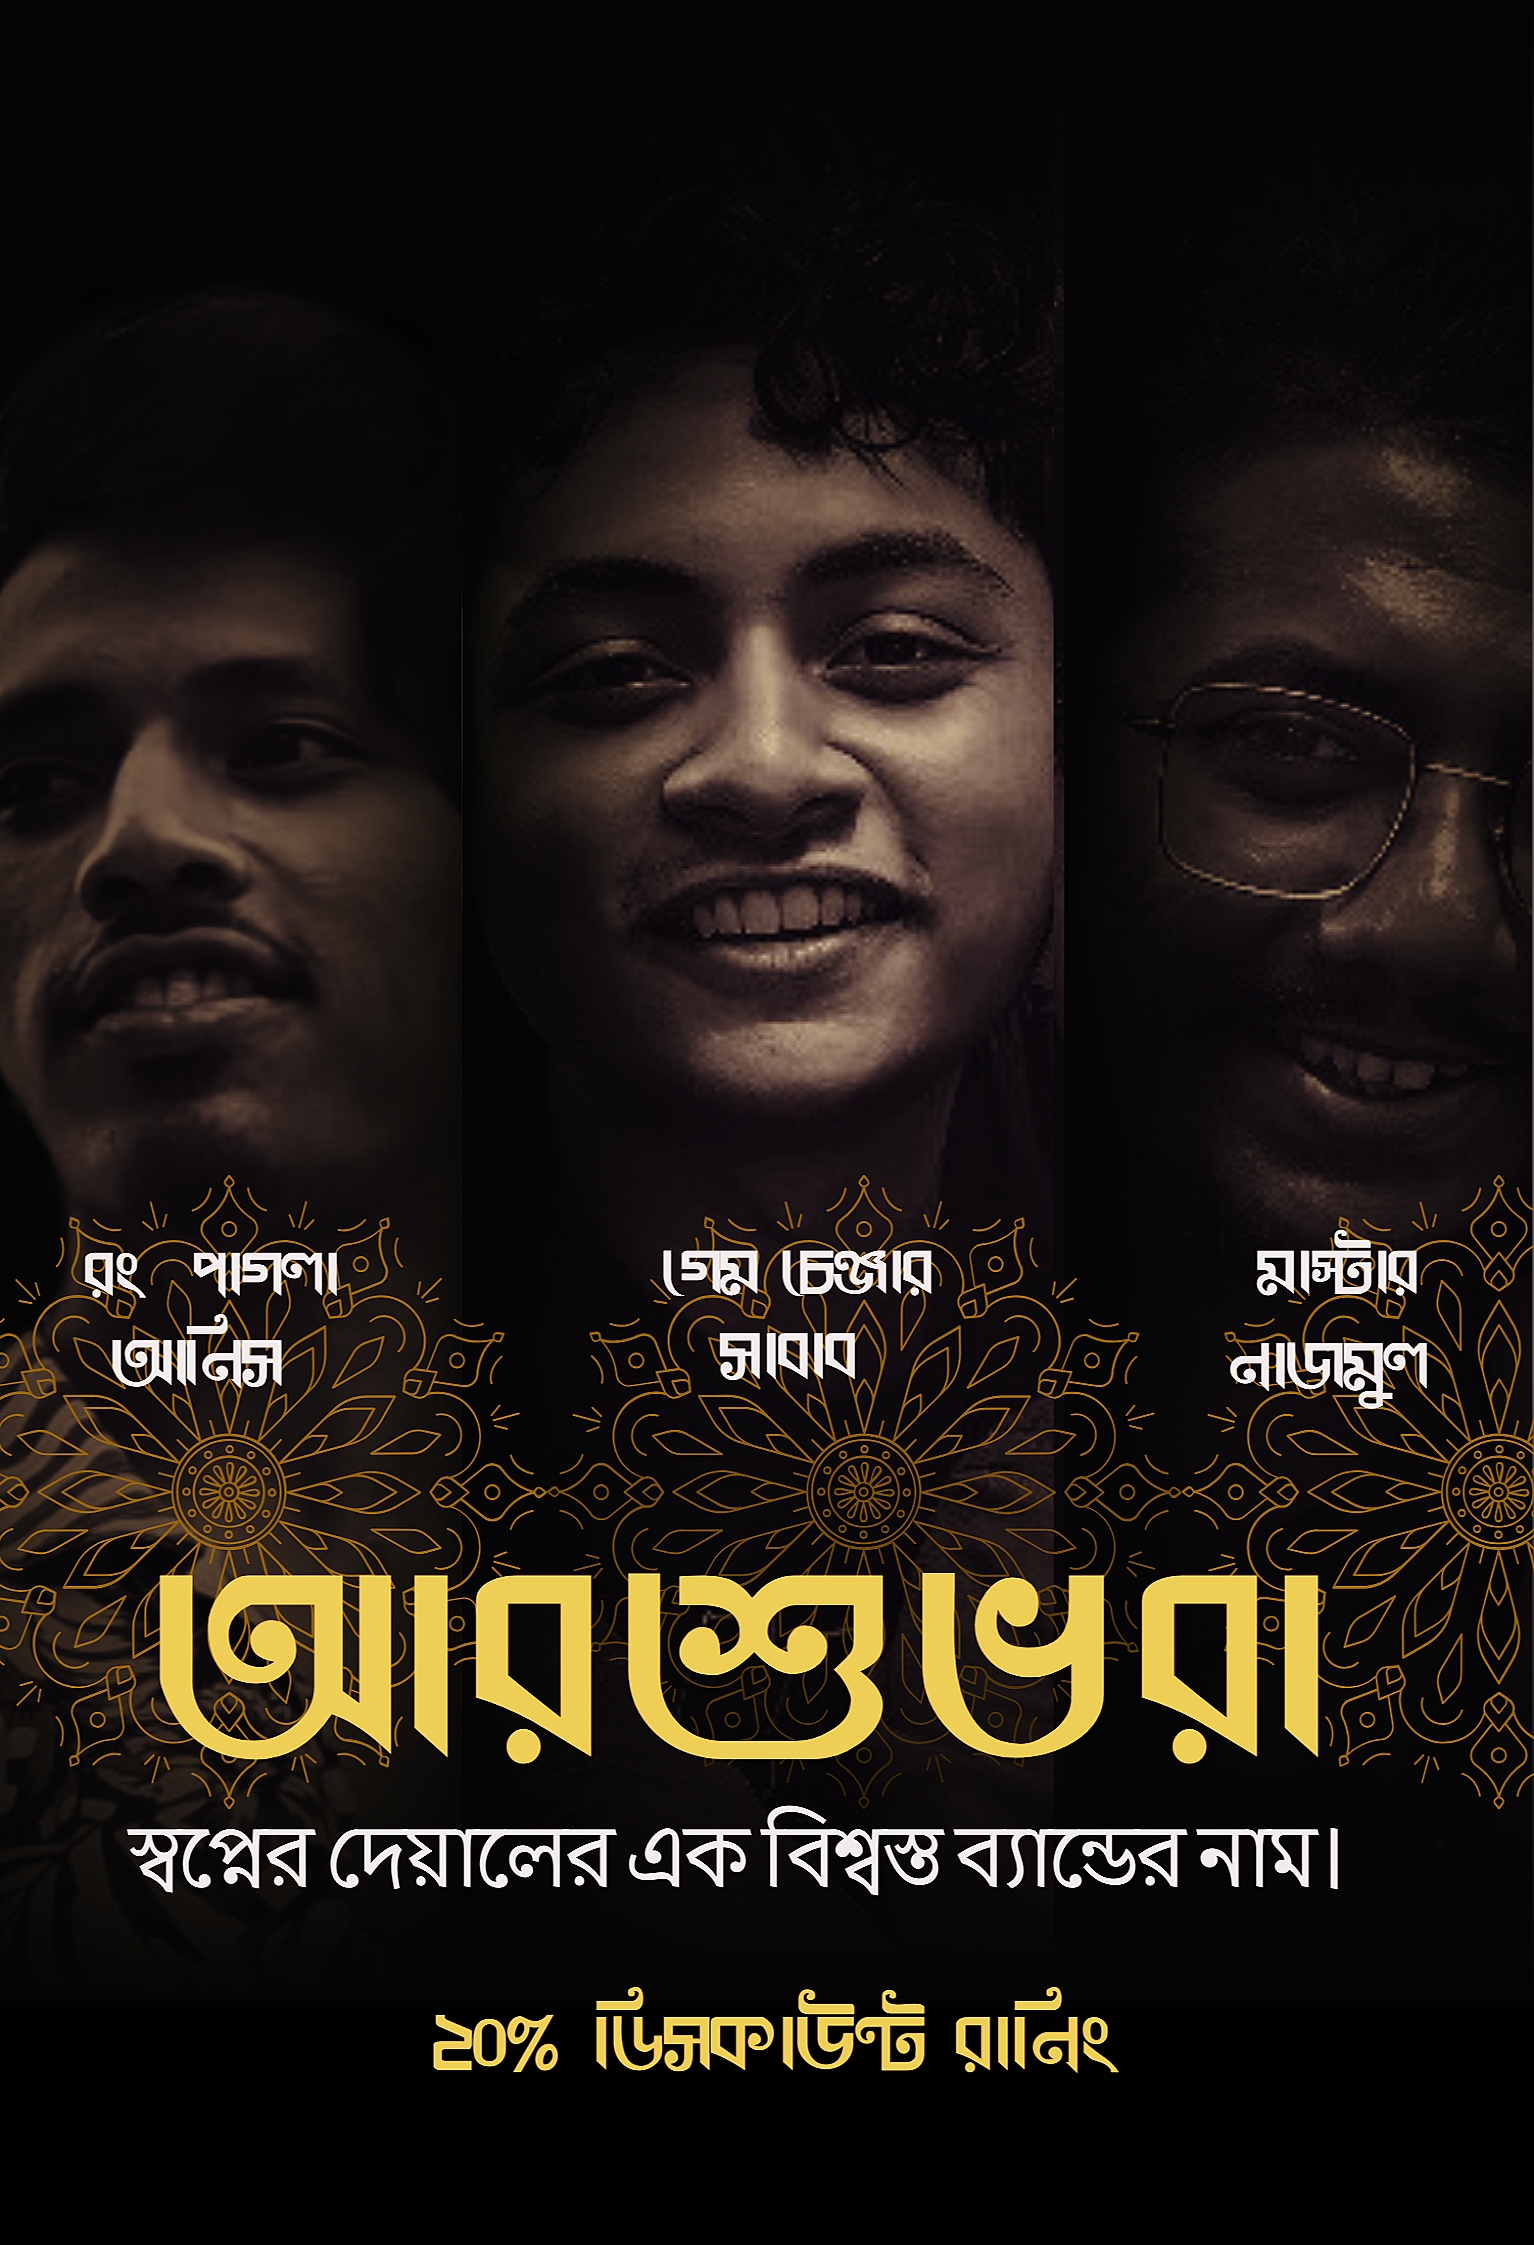 রং পাগলা
আনিস
গেম চেঞ্জার
সাবাব
মাস্টার
নাজমুল
আরশুভরা
স্বপ্নের দেয়ালের এক বিশ্বস্ত ব্যান্ডের নাম।
২০% ডিসকাউন্ট রানিং